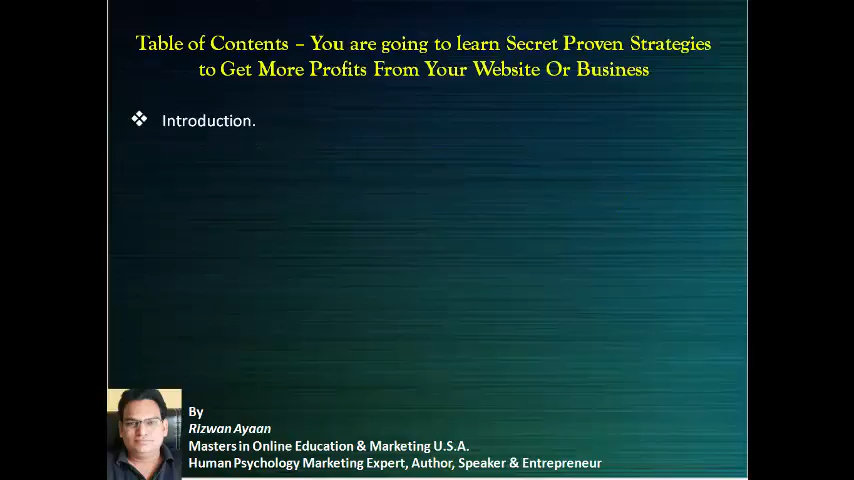 Table of Contents – You are going to learn Secret Proven Strategies
to Get More Profits From Your Website Or Business
❖ Introduction.
By
Rizwan Ayaan
Masters in Online Education & Marketing U.S.A.
Human Psychology Marketing Expert, Author, Speaker & Entrepreneur